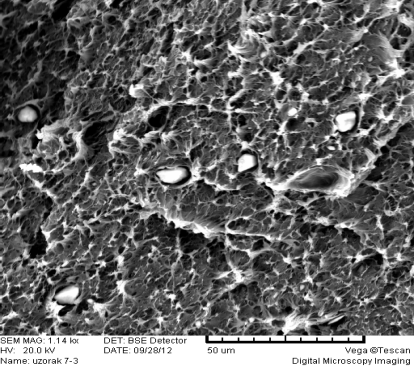 SEM MAG: 1.14 kx DET: BSE Detector
HV: 20.0 kV DATE: 09/28/12 50 um Vega ©Tescan
Name: uzorak 7-3 Digital Microscopy Imaging